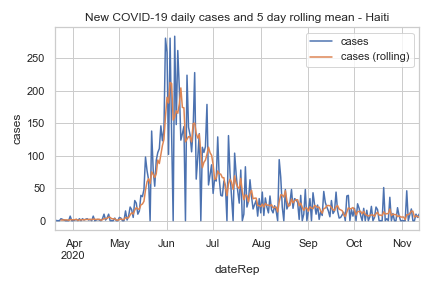 New COVID-19 daily cases and 5 day rolling mean - Haiti
cases
cases (rolling)
250
200
150
100
50
0
cases
Apr May Jun Jul Aug Sep Oct Nov
2020
dateRep